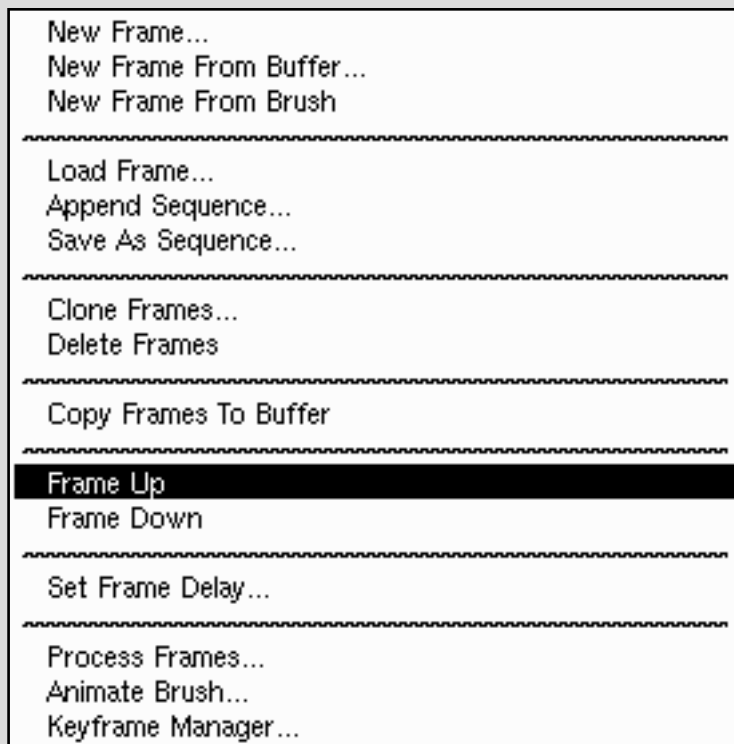 New Frame...
New Frame From Buffer...
New Frame From Brush
Load Frame...
Append Sequence...
Save As Sequence...
Clone Frames...
Delete Frames
Copy Frames To Buffer
Frame Up
Frame Down
Set Frame Delay...
Process Frames...
Animate Brush...
Keyframe Manager...